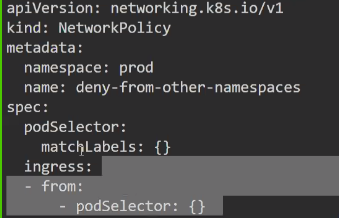 apiVersion: networking.k8s.io/v1
kind: NetworkPolicy
metadata:
  namespace: prod
  name: deny-from-other-namespaces
spec:
  podSelector:
    matchLabels: {}
  ingress:
  - from:
    - podSelector: {}